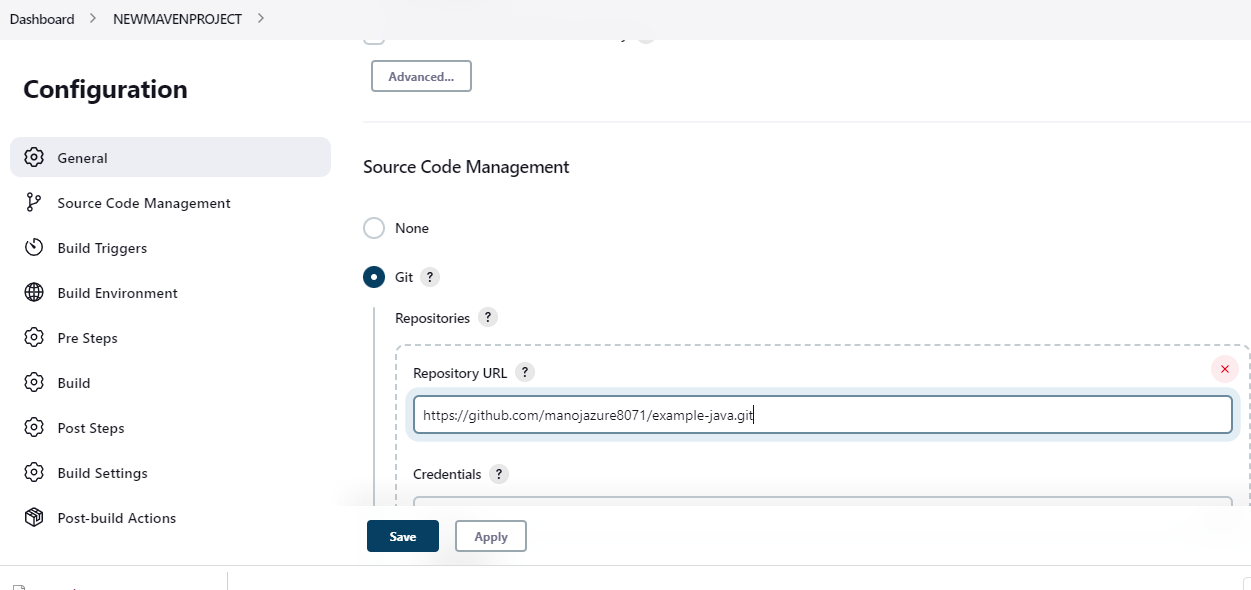 Dashboard > NEWMAVENPROJECT >
Configuration
General
Source Code Management
Build Triggers
Build Environment
Pre Steps
Build
Post Steps
Build Settings
Post-build Actions
Advanced...
Source Code Management
None
Git ?
Repositories ?
Repository URL ?
https://github.com/manojazure8071/example-java.git
Credentials ?
Save
Apply